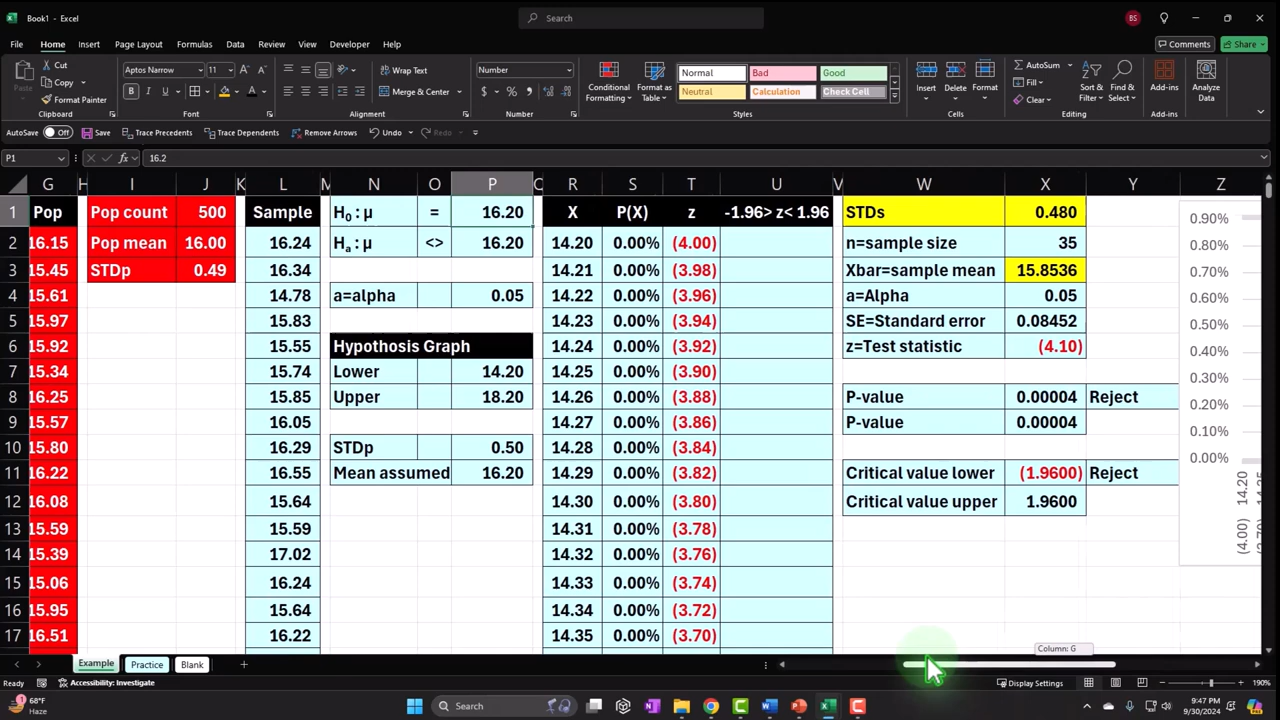 Book1 - Excel
Search
BS
File Home Insert Page Layout Formulas Data Review View Developer Help
Comments Share
Cut
Copy
Format Painter
Paste
Clipboard
Aptos Narrow 11
Font
Wrap Text
Merge & Center
Alignment
Number
Number
Conditional Formatting
Format as Table
Normal Bad Good
Neutral Calculation Check Cell
Styles
Insert Delete Format
Cells
AutoSum
Fill
Clear
Sort & Filter
Find & Select
Editing
Add-ins
Add-ins
Analyze Data
AutoSave Off Save Trace Precedents Trace Dependents Remove Arrows Undo Redo
P1 fx 16.2
G H I J K L M N O P Q R S T U V W X Y Z
1 Pop Pop count 500 Sample H0 : μ = 16.20 X P(X) z -1.96> z< 1.96 STDs 0.480
2 16.15 Pop mean 16.00 16.24 Ha : μ <> 16.20 14.20 0.00% (4.00) n=sample size 35
3 15.45 STDp 0.49 16.34 14.21 0.00% (3.98) Xbar=sample mean 15.8536
4 15.61 14.78 a=alpha 0.05 14.22 0.00% (3.96) a=Alpha 0.05
5 15.97 15.83 14.23 0.00% (3.94) SE=Standard error 0.08452
6 15.92 15.55 Hypothosis Graph 14.24 0.00% (3.92) z=Test statistic (4.10)
7 15.34 15.74 Lower 14.20 14.25 0.00% (3.90)
8 16.25 15.85 Upper 18.20 14.26 0.00% (3.88) P-value 0.00004 Reject
9 15.57 16.05 14.27 0.00% (3.86) P-value 0.00004
10 15.80 16.29 STDp 0.50 14.28 0.00% (3.84)
11 16.22 16.55 Mean assumed 16.20 14.29 0.00% (3.82) Critical value lower (1.9600) Reject
12 16.08 15.64 14.30 0.00% (3.80) Critical value upper 1.9600
13 15.59 15.59 14.31 0.00% (3.78)
14 15.39 17.02 14.32 0.00% (3.76)
15 15.06 16.24 14.33 0.00% (3.74)
16 15.95 15.64 14.34 0.00% (3.72)
17 16.51 16.22 14.35 0.00% (3.70)
0.90%
0.80%
0.70%
0.60%
0.50%
0.40%
0.30%
0.20%
0.10%
0.00%
(4.00) 14.20
Column: G
Example Practice Blank
Ready Accessibility: Investigate
Display Settings 190%
68°F
Haze
Search
9:47 PM
9/30/2024